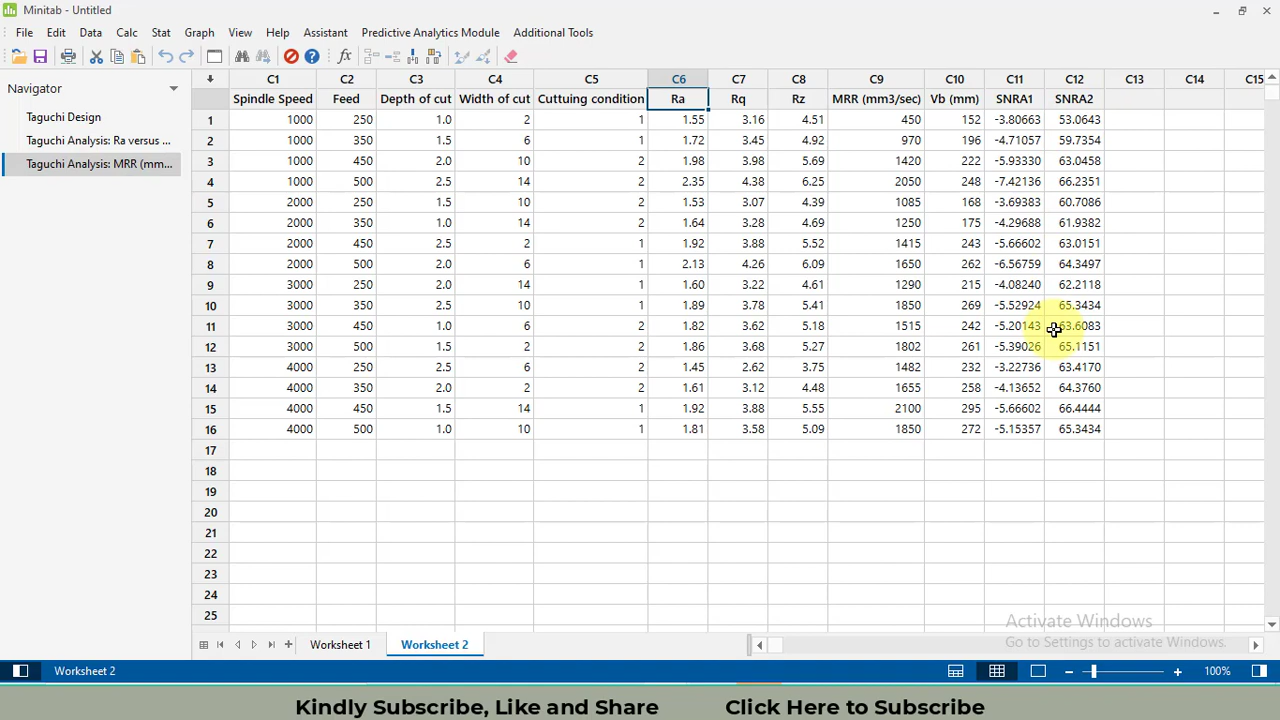 Minitab - Untitled
File Edit Data Calc Stat Graph View Help Assistant Predictive Analytics Module Additional Tools
Navigator
Taguchi Design
Taguchi Analysis: Ra versus ...
Taguchi Analysis: MRR (mm...
C1 C2 C3 C4 C5 C6 C7 C8 C9 C10 C11 C12 C13 C14 C15
Spindle Speed Feed Depth of cut Width of cut Cuttuing condition Ra Rq Rz MRR (mm3/sec) Vb (mm) SNRA1 SNRA2
1 1000 250 1.0 2 1 1.55 3.16 4.51 450 152 -3.80663 53.0643
2 1000 350 1.5 6 1 1.72 3.45 4.92 970 196 -4.71057 59.7354
3 1000 450 2.0 10 2 1.98 3.98 5.69 1420 222 -5.93330 63.0458
4 1000 500 2.5 14 2 2.35 4.38 6.25 2050 248 -7.42136 66.2351
5 2000 250 1.5 10 2 1.53 3.07 4.39 1085 168 -3.69383 60.7086
6 2000 350 1.0 14 2 1.64 3.28 4.69 1250 175 -4.29688 61.9382
7 2000 450 2.5 2 1 1.92 3.88 5.52 1415 243 -5.66602 63.0151
8 2000 500 2.0 6 1 2.13 4.26 6.09 1650 262 -6.56759 64.3497
9 3000 250 2.0 14 1 1.60 3.22 4.61 1290 215 -4.08240 62.2118
10 3000 350 2.5 10 1 1.89 3.78 5.41 1850 269 -5.52924 65.3434
11 3000 450 1.0 6 2 1.82 3.62 5.18 1515 242 -5.20143 63.6083
12 3000 500 1.5 2 2 1.86 3.68 5.27 1802 261 -5.39026 65.1151
13 4000 250 2.5 6 2 1.45 2.62 3.75 1482 232 -3.22736 63.4170
14 4000 350 2.0 2 2 1.61 3.12 4.48 1655 258 -4.13652 64.3760
15 4000 450 1.5 14 1 1.92 3.88 5.55 2100 295 -5.66602 66.4444
16 4000 500 1.0 10 1 1.81 3.58 5.09 1850 272 -5.15357 65.3434
17
18
19
20
21
22
23
24
25
Activate Windows
Go to Settings to activate Windows.
Worksheet 1 Worksheet 2
Worksheet 2 100%
Kindly Subscribe, Like and Share Click Here to Subscribe